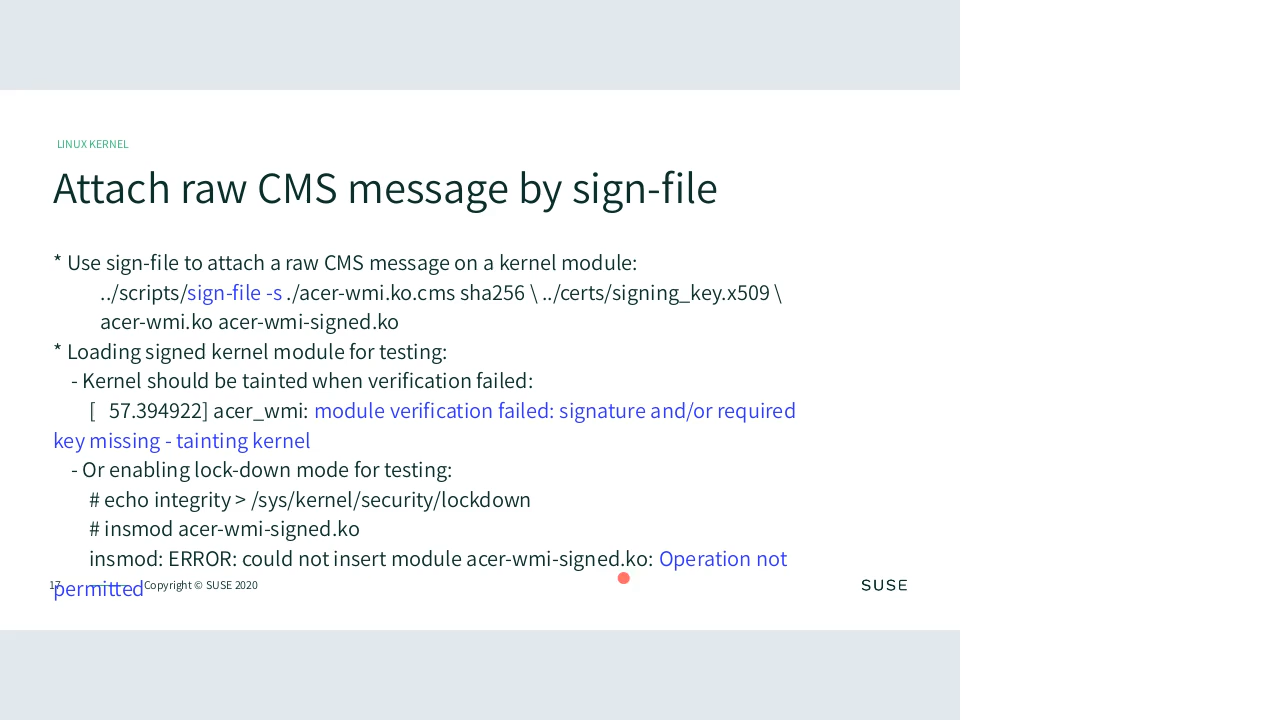 LINUX KERNEL
Attach raw CMS message by sign-file
* Use sign-file to attach a raw CMS message on a kernel module:
../scripts/sign-file -s ./acer-wmi.ko.cms sha256 \ ../certs/signing_key.x509 \
acer-wmi.ko acer-wmi-signed.ko
* Loading signed kernel module for testing:
- Kernel should be tainted when verification failed:
[   57.394922] acer_wmi: module verification failed: signature and/or required
key missing - tainting kernel
- Or enabling lock-down mode for testing:
# echo integrity > /sys/kernel/security/lockdown
# insmod acer-wmi-signed.ko
insmod: ERROR: could not insert module acer-wmi-signed.ko: Operation not
permitted
17
Copyright © SUSE 2020
SUSE